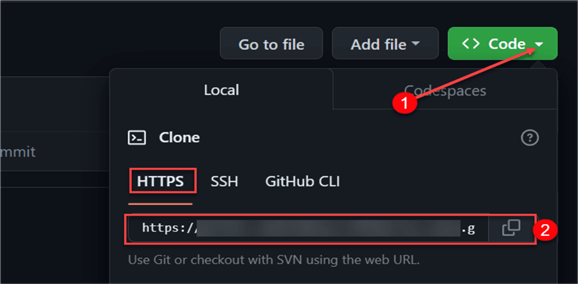 Go to file Add file <> Code
Local Codespaces
1
mmit
Clone
HTTPS SSH GitHub CLI
https:// .g 2
Use Git or checkout with SVN using the web URL.